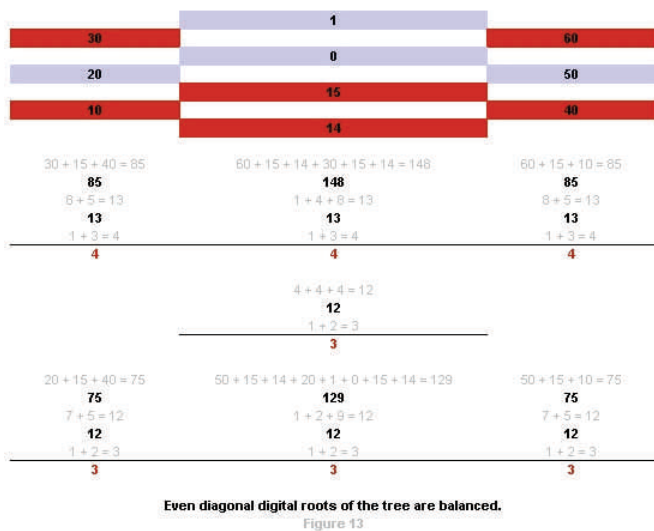 1
30 60
0
20 50
15
10 40
14
30 + 15 + 40 = 85 60 + 15 + 14 + 30 + 15 + 14 = 148 60 + 15 + 10 = 85
85 148 85
8 + 5 = 13 1 + 4 + 8 = 13 8 + 5 = 13
13 13 13
1 + 3 = 4 1 + 3 = 4 1 + 3 = 4
4 4 4
4 + 4 + 4 = 12
12
1 + 2 = 3
3
20 + 15 + 40 = 75 50 + 15 + 14 + 20 + 1 + 0 + 15 + 14 = 129 50 + 15 + 10 = 75
75 129 75
7 + 5 = 12 1 + 2 + 9 = 12 7 + 5 = 12
12 12 12
1 + 2 = 3 1 + 2 = 3 1 + 2 = 3
3 3 3
Even diagonal digital roots of the tree are balanced.
Figure 13